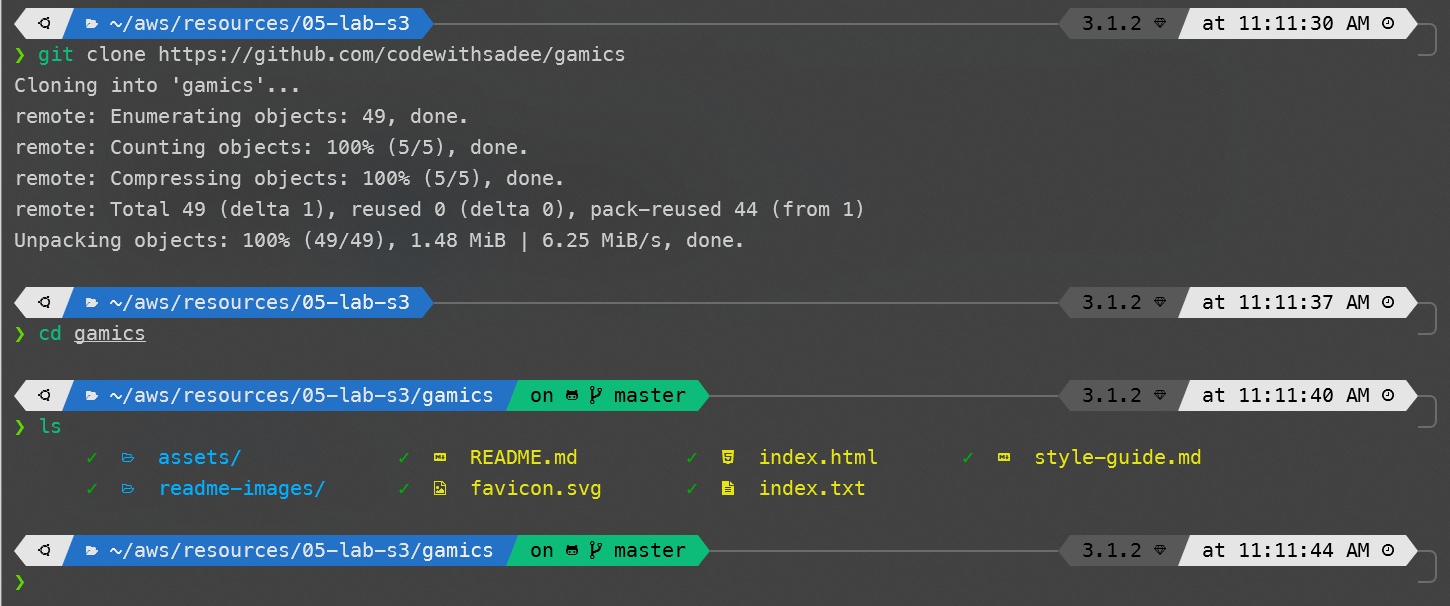 ~/aws/resources/05-lab-s3 3.1.2 at 11:11:30 AM
❯ git clone https://github.com/codewithsadee/gamics
Cloning into 'gamics'...
remote: Enumerating objects: 49, done.
remote: Counting objects: 100% (5/5), done.
remote: Compressing objects: 100% (5/5), done.
remote: Total 49 (delta 1), reused 0 (delta 0), pack-reused 44 (from 1)
Unpacking objects: 100% (49/49), 1.48 MiB | 6.25 MiB/s, done.
~/aws/resources/05-lab-s3 3.1.2 at 11:11:37 AM
❯ cd gamics
~/aws/resources/05-lab-s3/gamics on master 3.1.2 at 11:11:40 AM
❯ ls
✓ assets/ ✓ README.md ✓ index.html ✓ style-guide.md
✓ readme-images/ ✓ favicon.svg ✓ index.txt
~/aws/resources/05-lab-s3/gamics on master 3.1.2 at 11:11:44 AM
❯